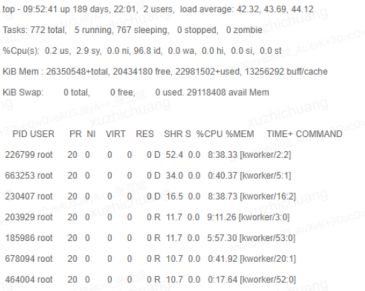 top - 09:52:41 up 189 days, 22:01,  2 users,  load average: 42.32, 43.69, 44.12
Tasks: 772 total,   5 running, 767 sleeping,   0 stopped,   0 zombie
%Cpu(s):  0.2 us,  2.9 sy,  0.0 ni, 96.8 id,  0.0 wa,  0.0 hi,  0.0 si,  0.0 st
KiB Mem : 26350548+total, 20434180 free, 22981502+used, 13256292 buff/cache
KiB Swap:        0 total,        0 free,        0 used. 29118408 avail Mem
PID USER      PR  NI    VIRT    RES    SHR S  %CPU %MEM     TIME+ COMMAND
226799 root      20   0       0      0      0 D  52.4  0.0   8:38.33 [kworker/2:2]
663253 root      20   0       0      0      0 D  34.0  0.0   0:40.37 [kworker/5:1]
230407 root      20   0       0      0      0 D  16.5  0.0   8:38.73 [kworker/16:2]
203929 root      20   0       0      0      0 R  11.7  0.0   9:11.26 [kworker/3:0]
185986 root      20   0       0      0      0 R  11.7  0.0   5:57.30 [kworker/53:0]
678094 root      20   0       0      0      0 R  10.7  0.0   0:41.92 [kworker/20:1]
464004 root      20   0       0      0      0 R  10.7  0.0   0:17.64 [kworker/52:0]